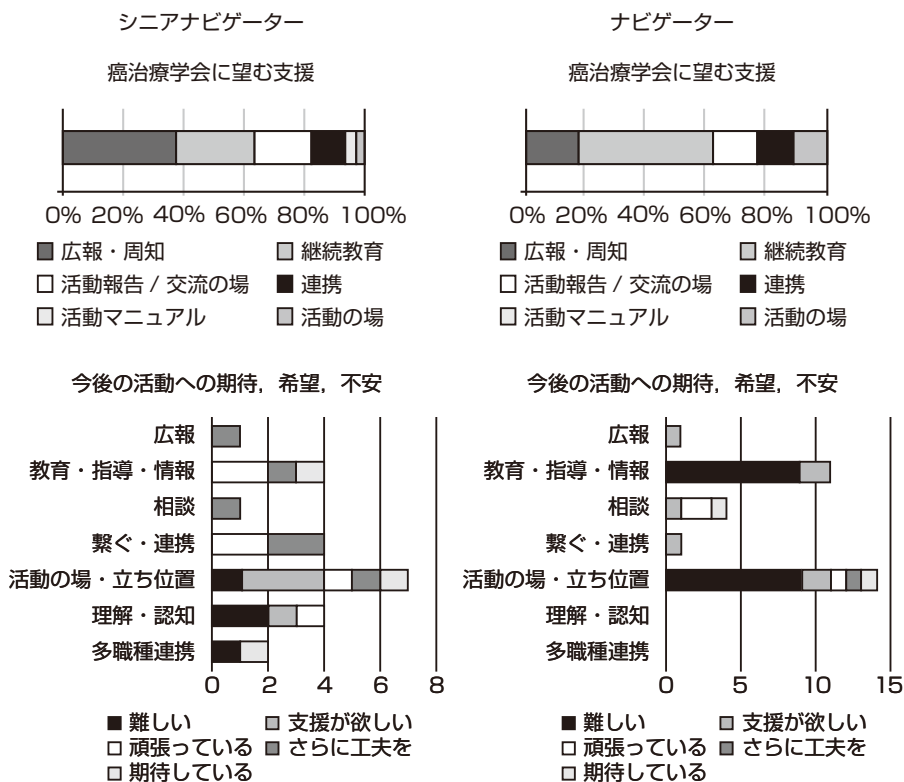 シニアナビゲーター
癌治療学会に望む支援
0% 20% 40% 60% 80% 100%
広報・周知 継続教育
活動報告 / 交流の場 連携
活動マニュアル 活動の場
ナビゲーター
癌治療学会に望む支援
0% 20% 40% 60% 80% 100%
広報・周知 継続教育
活動報告 / 交流の場 連携
活動マニュアル 活動の場
今後の活動への期待，希望，不安
広報
教育・指導・情報
相談
繋ぐ・連携
活動の場・立ち位置
理解・認知
多職種連携
0 2 4 6 8
難しい 支援が欲しい
頑張っている さらに工夫を
期待している
今後の活動への期待，希望，不安
広報
教育・指導・情報
相談
繋ぐ・連携
活動の場・立ち位置
理解・認知
多職種連携
0 5 10 15
難しい 支援が欲しい
頑張っている さらに工夫を
期待している